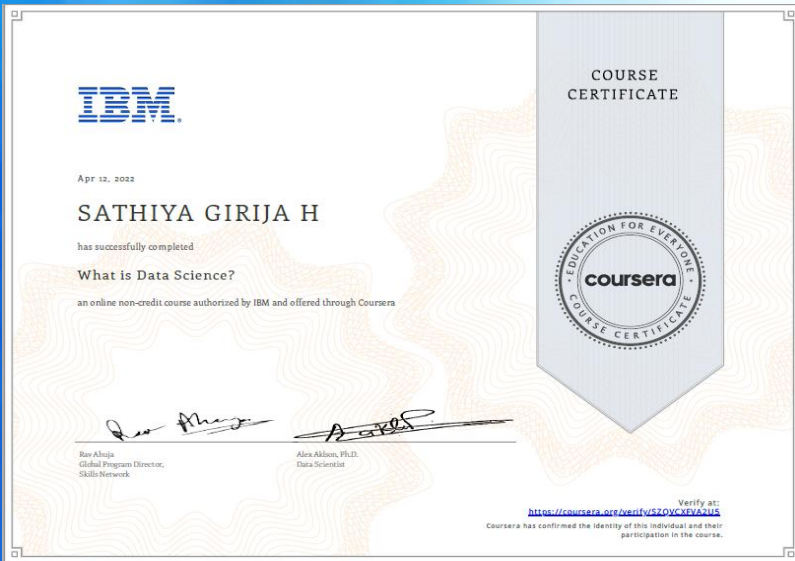 IBM.
Apr 12, 2022
SATHIYA GIRIJA H
has successfully completed
What is Data Science?
an online non-credit course authorized by IBM and offered through Coursera
Rav Ahuja
Global Program Director,
Skills Network
Alex Aklson, Ph.D.
Data Scientist
COURSE
CERTIFICATE
EDUCATION FOR EVERYONE
coursera
COURSE CERTIFICATE
Verify at:
https://coursera.org/verify/SZQVCXFVA2U5
Coursera has confirmed the identity of this individual and their
participation in the course.